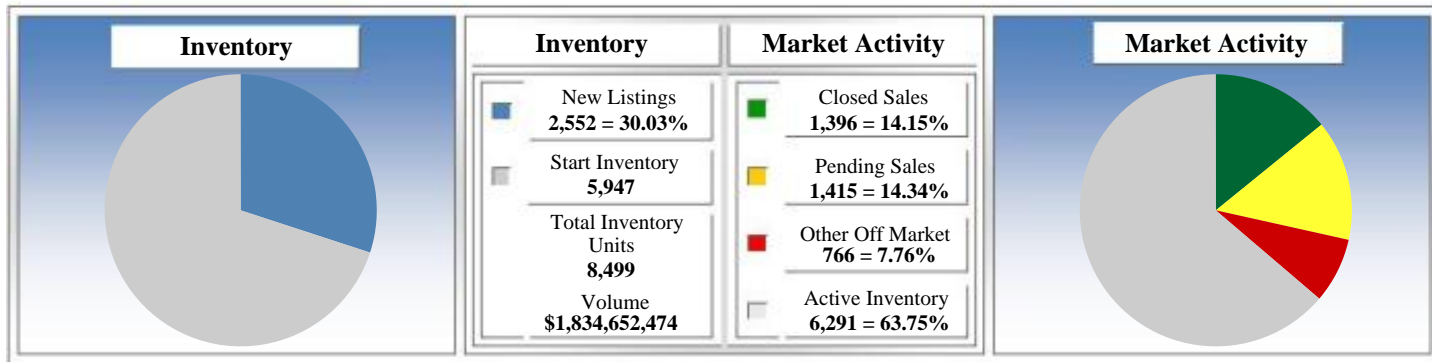 Inventory
Inventory
New Listings
2,552 = 30.03%
Start Inventory
5,947
Total Inventory
Units
8,499
Volume
$1,834,652,474
Market Activity
Closed Sales
1,396 = 14.15%
Pending Sales
1,415 = 14.34%
Other Off Market
766 = 7.76%
Active Inventory
6,291 = 63.75%
Market Activity